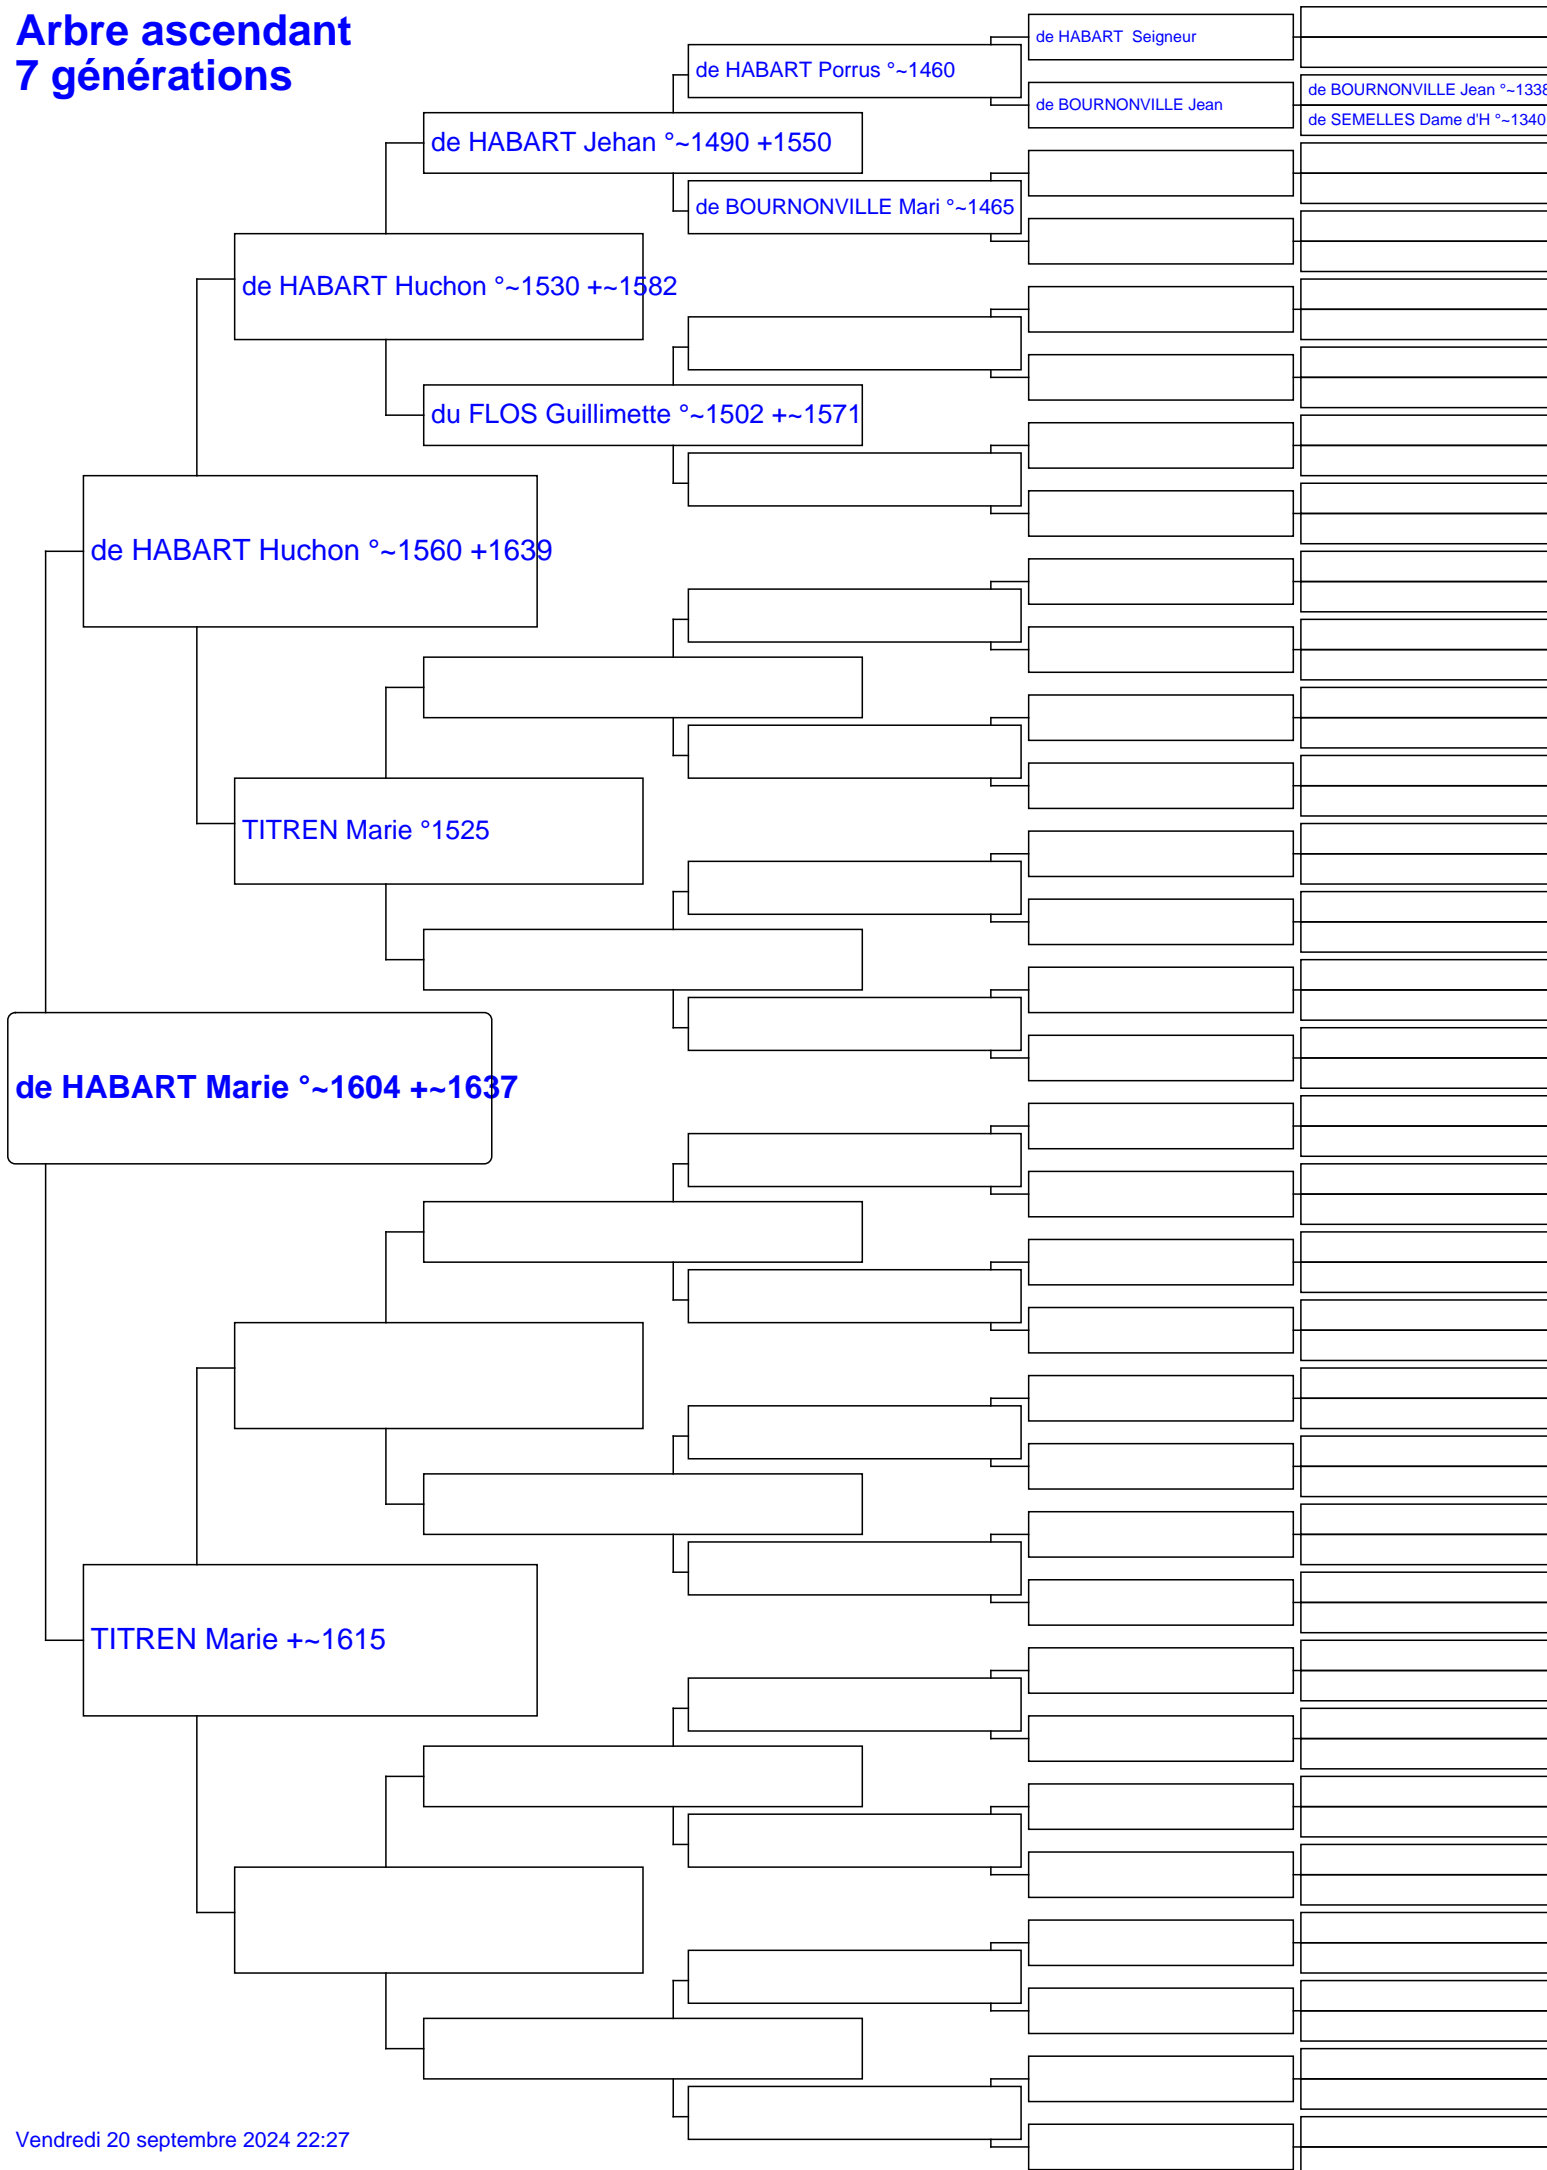 Arbre ascendant
7 générations
de HABART  Seigneur
de HABART Porrus °~1460
de BOURNONVILLE Jean °~1338
de BOURNONVILLE Jean
de SEMELLES Dame d'H °~1340
de HABART Jehan °~1490 +1550
de BOURNONVILLE Mari °~1465
de HABART Huchon °~1530 +~1582
du FLOS Guillimette °~1502 +~1571
de HABART Huchon °~1560 +1639
TITREN Marie °1525
de HABART Marie °~1604 +~1637
TITREN Marie +~1615
Vendredi 20 septembre 2024 22:27